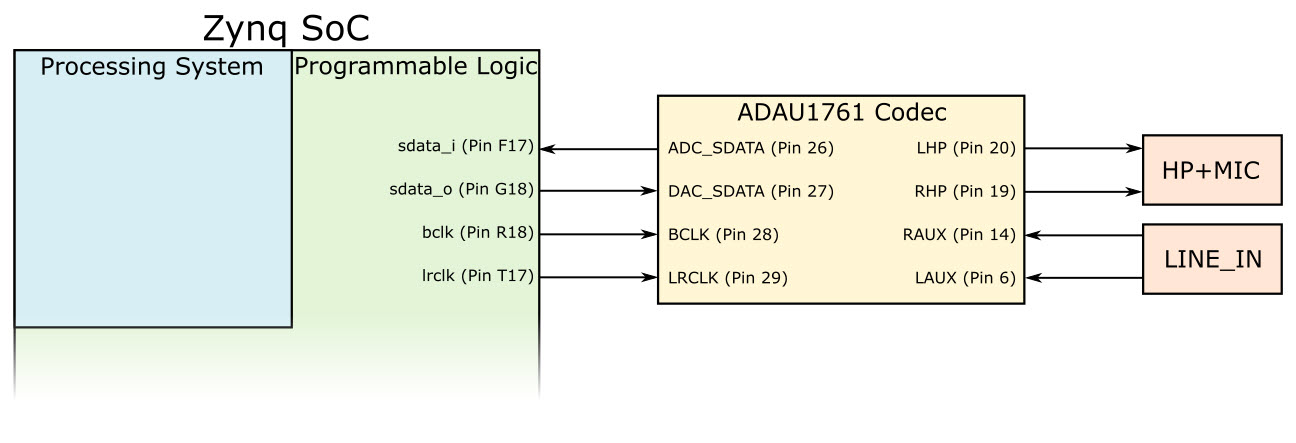 Zynq SoC
Processing System
Programmable Logic
sdata_i (Pin F17)
sdata_o (Pin G18)
bclk (Pin R18)
lrclk (Pin T17)
ADAU1761 Codec
ADC_SDATA (Pin 26)
DAC_SDATA (Pin 27)
BCLK (Pin 28)
LRCLK (Pin 29)
LHP (Pin 20)
RHP (Pin 19)
RAUX (Pin 14)
LAUX (Pin 6)
HP+MIC
LINE_IN